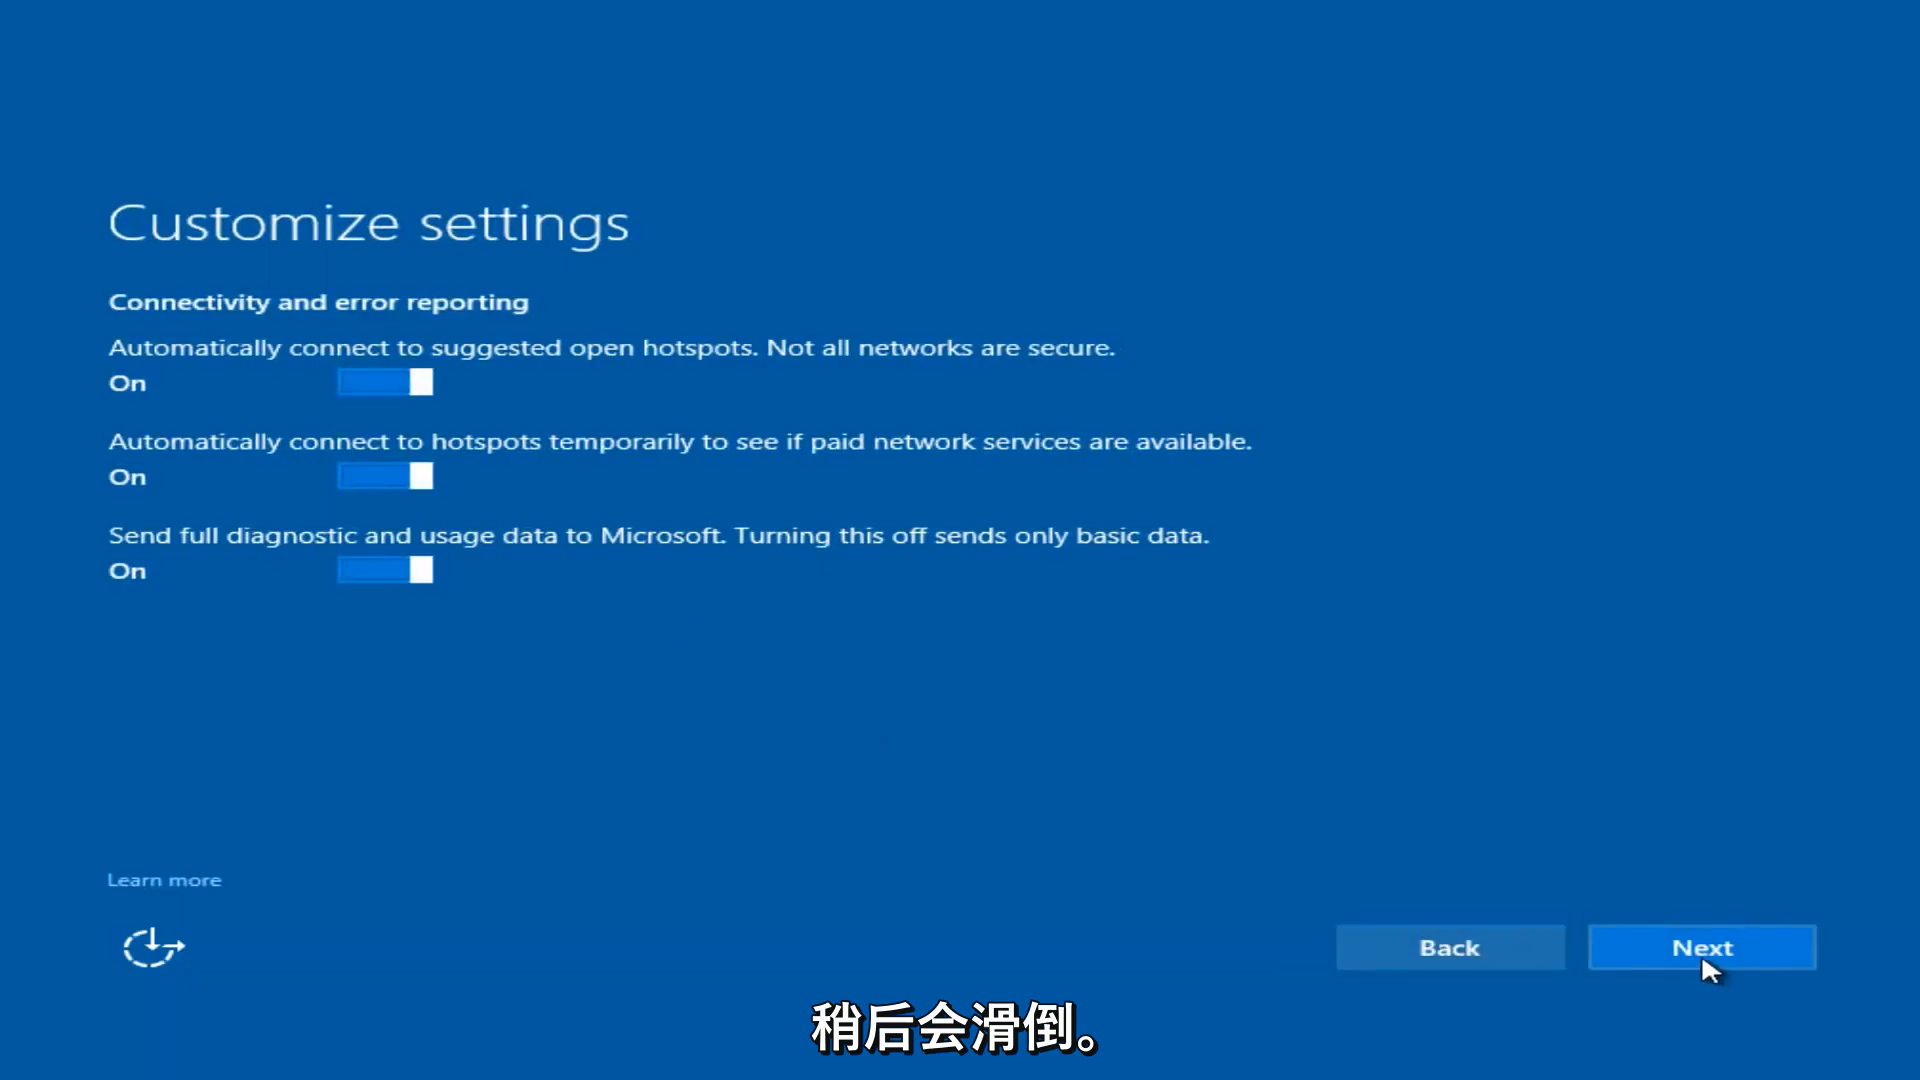 Customize settings
Connectivity and error reporting
Automatically connect to suggested open hotspots. Not all networks are secure.
On
Automatically connect to hotspots temporarily to see if paid network services are available.
On
Send full diagnostic and usage data to Microsoft. Turning this off sends only basic data.
On
Learn more
Back
Next
稍后会滑倒。